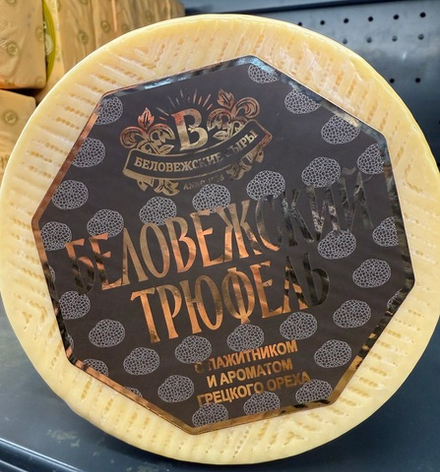 В
БЕЛОВЕЖСКИЕ СЫРЫ
БЕЛОВЕЖСКИЙ
ТРЮФЕЛЬ
С ПАЖИТНИКОМ
И АРОМАТОМ
ГРЕЦКОГО ОРЕХА